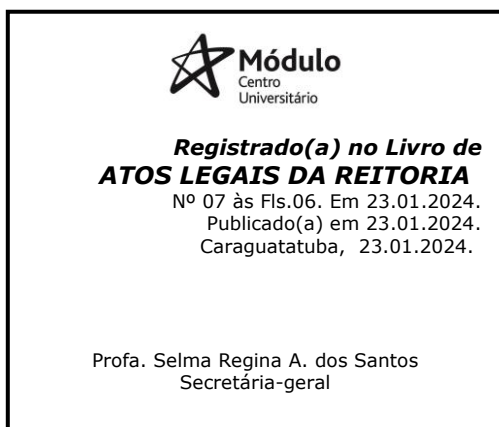 Módulo
Centro
Universitário
Registrado(a) no Livro de
ATOS LEGAIS DA REITORIA
Nº 07 às Fls.06. Em 23.01.2024.
Publicado(a) em 23.01.2024.
Caraguatatuba, 23.01.2024.
Profa. Selma Regina A. dos Santos
Secretária-geral